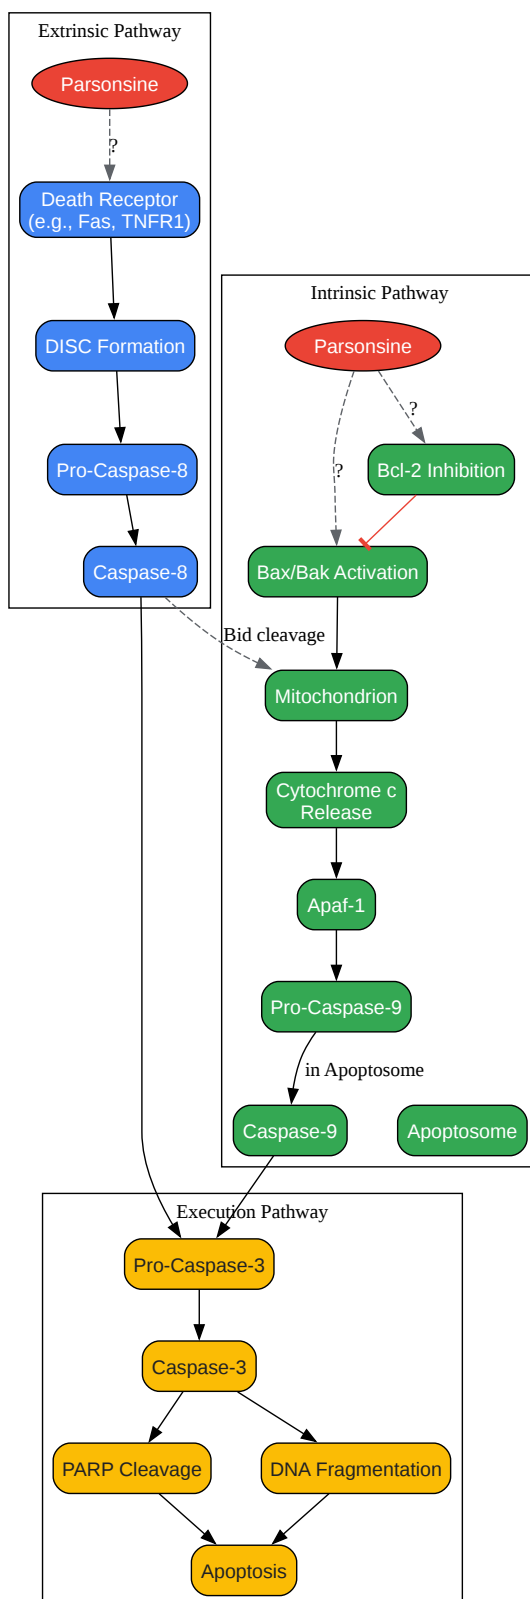 Extrinsic Pathway
Parsonsine
?
Death Receptor
(e.g., Fas, TNFR1)
DISC Formation
Pro-Caspase-8
Caspase-8
Intrinsic Pathway
Parsonsine
?
?
Bcl-2 Inhibition
Bax/Bak Activation
Bid cleavage
Mitochondrion
Cytochrome c
Release
Apaf-1
Pro-Caspase-9
in Apoptosome
Caspase-9
Apoptosome
Execution Pathway
Pro-Caspase-3
Caspase-3
PARP Cleavage
DNA Fragmentation
Apoptosis